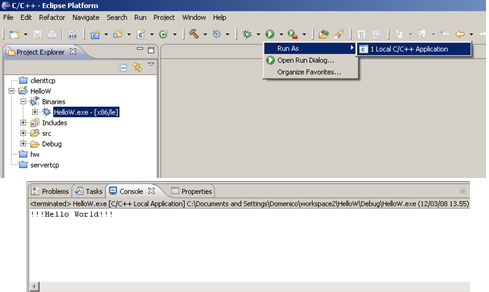 C/C++ - Eclipse Platform
File Edit Refactor Navigate Search Run Project Window Help
Project Explorer
Run As
1 Local C/C++ Application
Open Run Dialog...
Organize Favorites...
clienttcp
HelloW
Binaries
HelloW.exe - [x86/le]
Includes
src
Debug
hw
servertcp
Problems Tasks Console Properties
<terminated> HelloW.exe [C/C++ Local Application] C:\Documents and Settings\Domenico\workspace2\HelloW\Debug\HelloW.exe (12/03/08 13.55)
!!!Hello World!!!